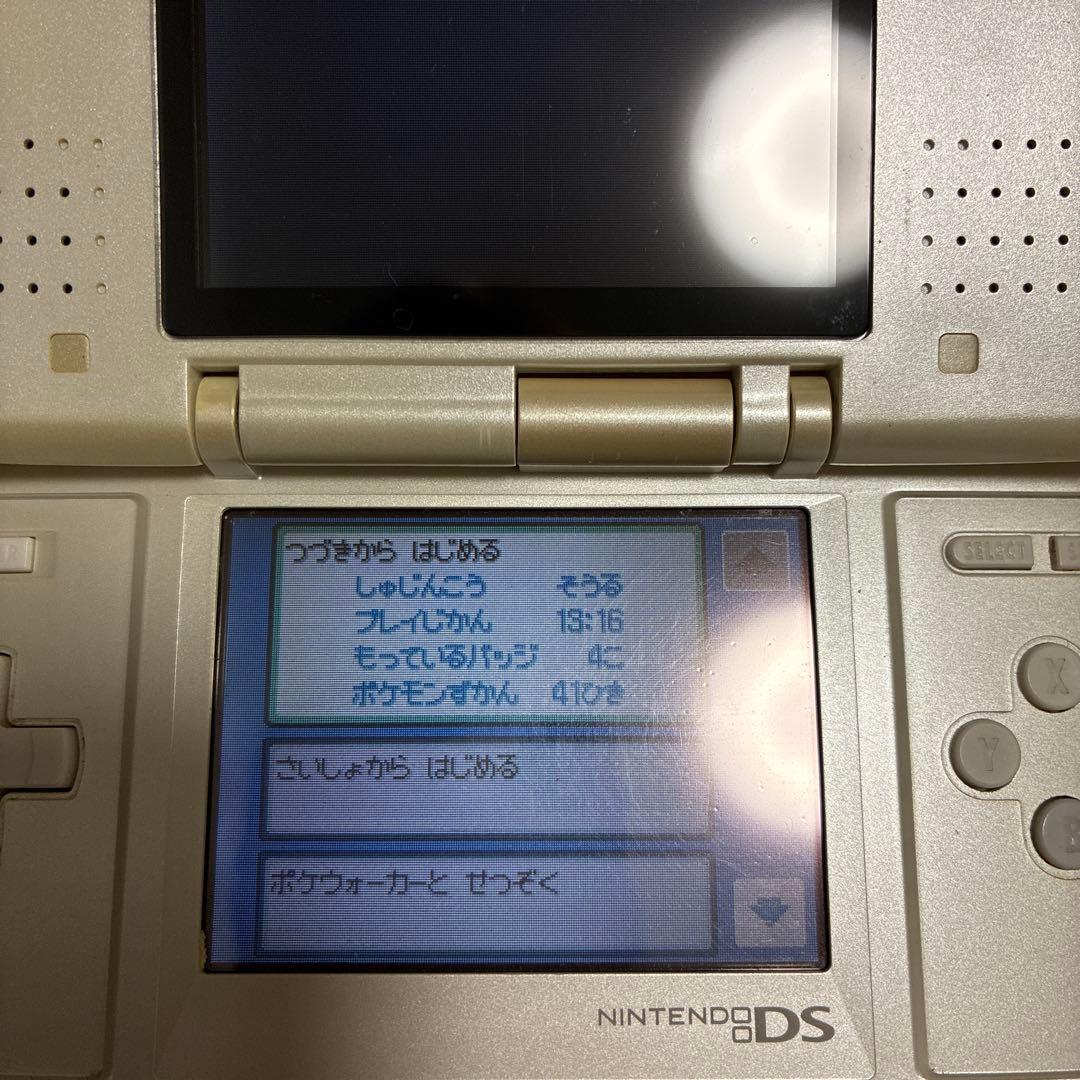 つづきから はじめる
しゅじんこう そうる
プレイじかん 13:16
もっているバッジ 4こ
ポケモンずかん 41ひき
さいしょから はじめる
ポケウォーカーと せつぞく
SELECT
X
Y
B
NINTENDO DS